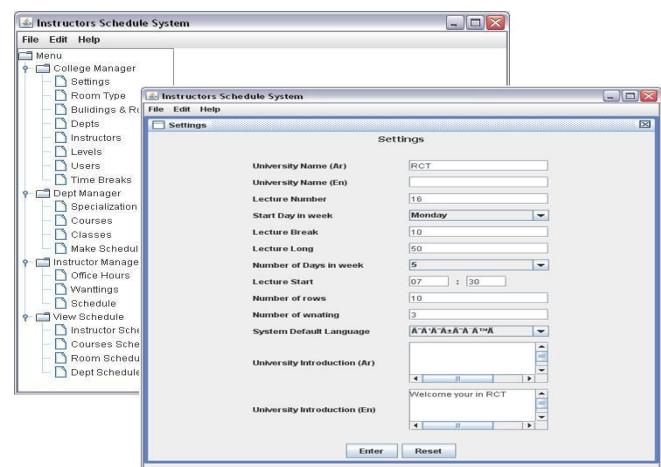 Instructors Schedule System
File Edit Help
Menu
College Manager
Settings
Room Type
Bulidings & Ro
Depts
Instructors
Levels
Users
Time Breaks
Dept Manager
Specialization
Courses
Classes
Make Schedul
Instructor Manage
Office Hours
Wanttings
Schedule
View Schedule
Instructor Sche
Courses Sche
Room Schedu
Dept Schedule
Instructors Schedule System
File Edit Help
Settings
Settings
University Name (Ar) RCT
University Name (En)
Lecture Number 16
Start Day in week Monday
Lecture Break 10
Lecture Long 50
Number of Days in week 5
Lecture Start 07 : 30
Number of rows 10
Number of wnating 3
System Default Language
University Introduction (Ar)
University Introduction (En) Welcome your in RCT
Enter Reset